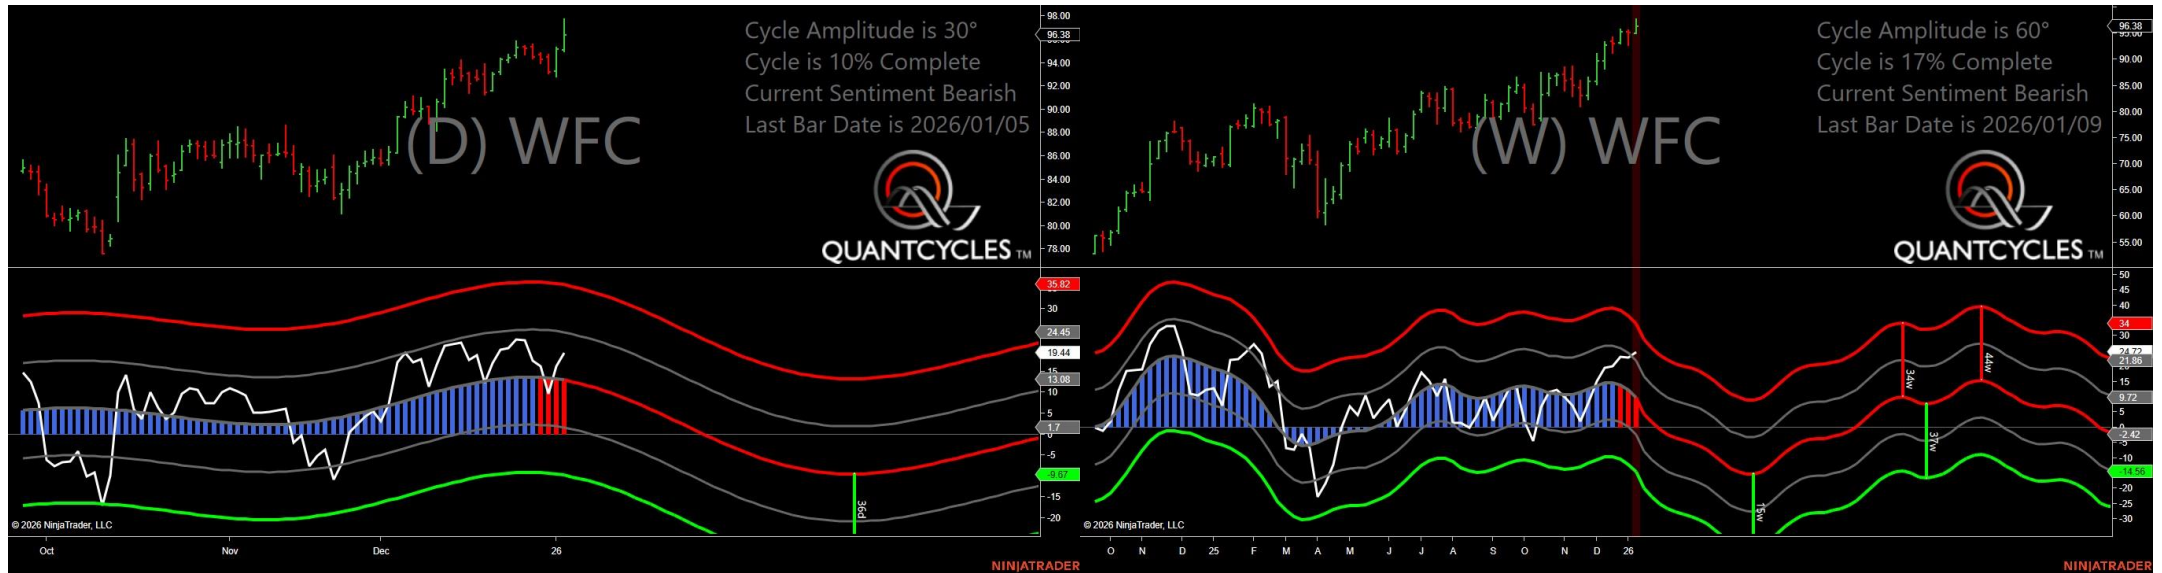 Cycle Amplitude is 30°
Cycle is 10% Complete
Current Sentiment Bearish
Last Bar Date is 2026/01/05
(D) WFC
QUANTCYCLES TM
98.00
96.38
94.00
92.00
90.00
88.00
86.00
84.00
82.00
80.00
78.00
35.82
30
24.45
19.44
15
13.08
10
5
1.7
0
-5
-9.67
-15
-20
36d
© 2026 NinjaTrader, LLC
Oct
Nov
Dec
26
NINJATRADER
Cycle Amplitude is 60°
Cycle is 17% Complete
Current Sentiment Bearish
Last Bar Date is 2026/01/09
(W) WFC
QUANTCYCLES TM
96.38
95.00
90.00
85.00
80.00
75.00
70.00
65.00
60.00
55.00
50
45
40
34
30
24.72
21.86
15
9.72
5
-2.42
-5
-10
-14.56
-20
-25
-30
15w
34w
37w
44w
© 2026 NinjaTrader, LLC
O
N
D
25
F
M
A
M
J
J
A
S
O
N
D
26
NINJATRADER